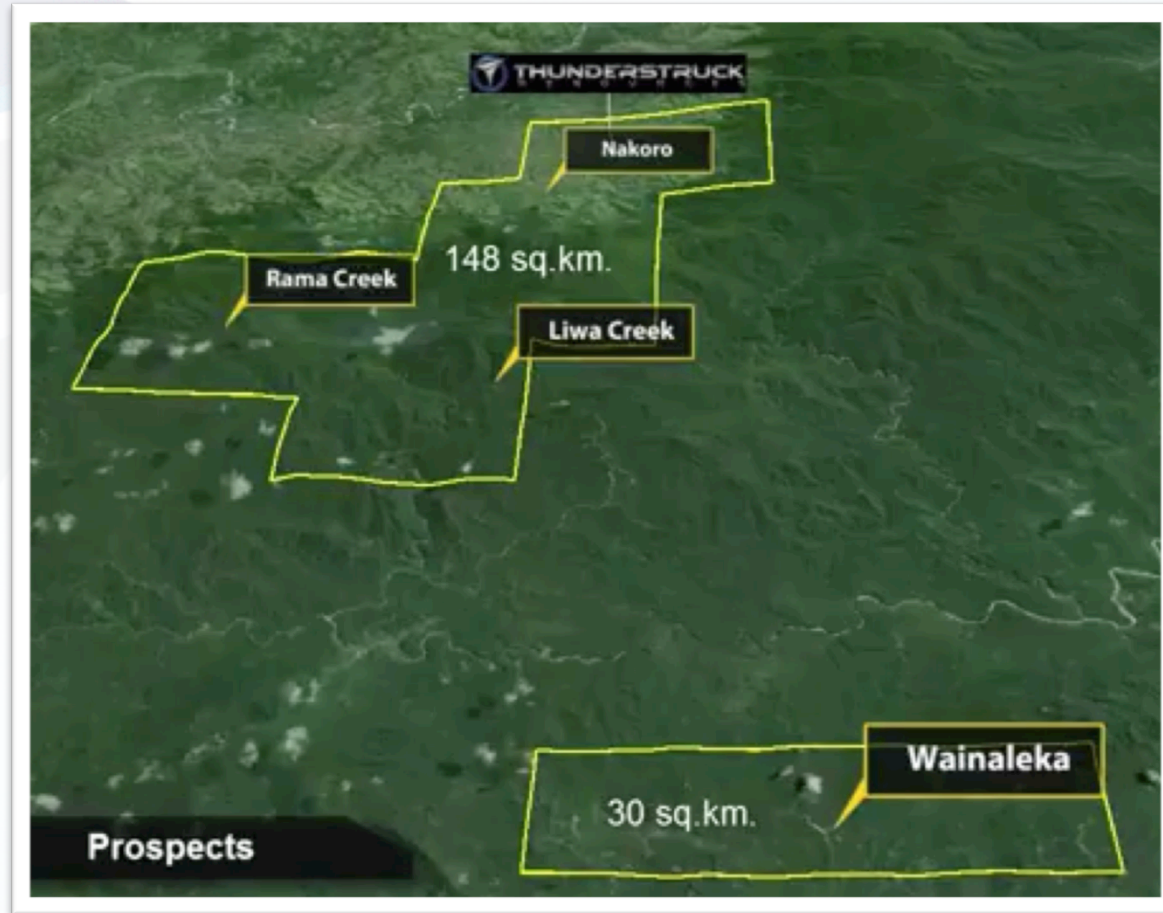 THUNDERSTRUCK
Nakoro
148 sq.km.
Rama Creek
Liwa Creek
Wainaleka
30 sq.km.
Prospects